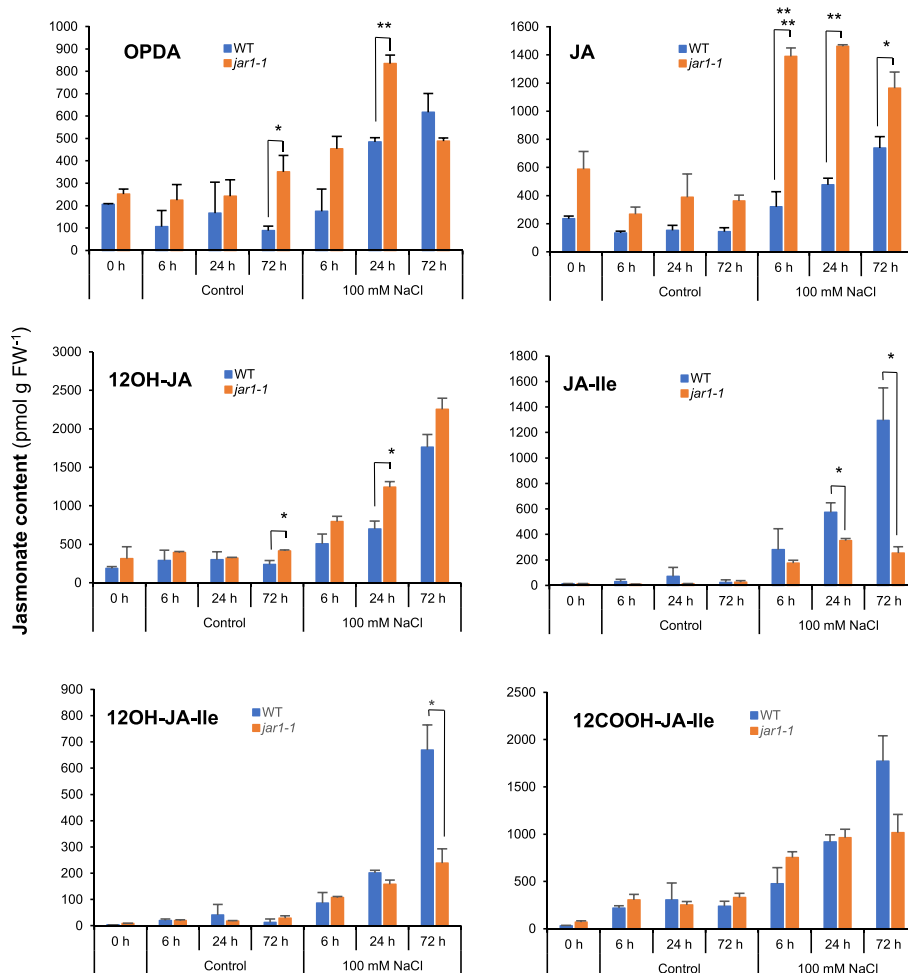 Jasmonate content (pmol g FW-1)
OPDA
WT
jar1-1
1000
900
800
700
600
500
400
300
200
100
0
*
**
0 h 6 h 24 h 72 h 6 h 24 h 72 h
Control 100 mM NaCl
JA
WT
jar1-1
1600
1400
1200
1000
800
600
400
200
0
**
**
**
*
0 h 6 h 24 h 72 h 6 h 24 h 72 h
Control 100 mM NaCl
12OH-JA
WT
jar1-1
3000
2500
2000
1500
1000
500
0
*
*
0 h 6 h 24 h 72 h 6 h 24 h 72 h
Control 100 mM NaCl
JA-Ile
WT
jar1-1
1800
1600
1400
1200
1000
800
600
400
200
0
*
*
0 h 6 h 24 h 72 h 6 h 24 h 72 h
Control 100 mM NaCl
12OH-JA-Ile
WT
jar1-1
900
800
700
600
500
400
300
200
100
0
*
0 h 6 h 24 h 72 h 6 h 24 h 72 h
Control 100 mM NaCl
12COOH-JA-Ile
WT
jar1-1
2500
2000
1500
1000
500
0
0 h 6 h 24 h 72 h 6 h 24 h 72 h
Control 100 mM NaCl